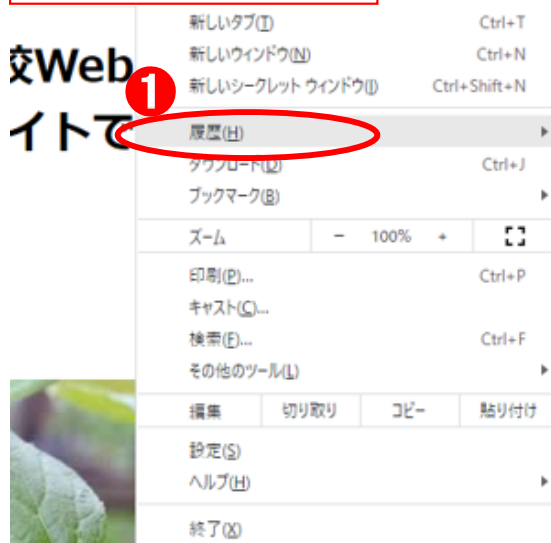 新しいタブ(T) Ctrl+T
校Web
新しいウィンドウ(N) Ctrl+N
1
新しいシークレット ウィンドウ(I) Ctrl+Shift+N
イトで
履歴(H)
ダウンロード(D) Ctrl+J
ブックマーク(B)
ズーム − 100% +
印刷(P)... Ctrl+P
キャスト(C)...
検索(F)... Ctrl+F
その他のツール(L)
編集 切り取り コピー 貼り付け
設定(S)
ヘルプ(H)
終了(X)